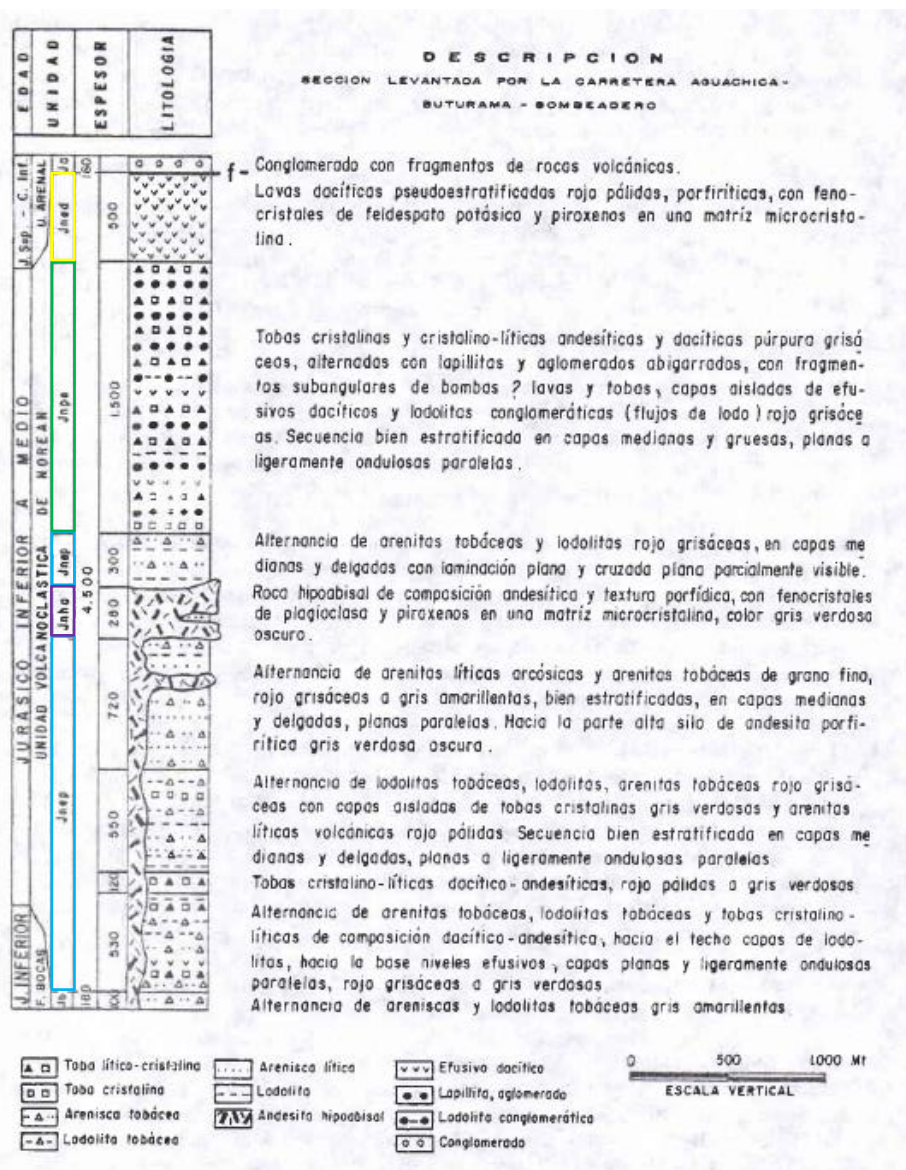 EDAD
UNIDAD
ESPESOR
LITOLOGIA
DESCRIPCION
SECCION LEVANTADA POR LA CARRETERA AGUACHICA-
BUTURAMA - BOMBEADERO
J. Sup. - C. Inf.
U. ARENAL
Ja
160
f - Conglomerado con fragmentos de rocas volcánicas.
Jned
500
Lavas dacíticas pseudoestratificadas rojo pálidas, porfiríticas, con feno-
cristales de feldespato potásico y piroxenos en una matriz microcrista-
lina.
JURASICO INFERIOR A MEDIO
UNIDAD VOLCANOCLASTICA DE NOREAN
4.500
Jnpa
1.500
Tobas cristalinas y cristalino-líticas andesíticas y dacíticas púrpura grisá
ceas, alternadas con lapillitas y aglomerados abigarrados, con fragmen-
tos subangulares de bombas ? lavas y tobas, capas aisladas de efu-
sivos dacíticos y lodolitas conglomeráticas (flujos de lodo) rojo grisáce
as. Secuencia bien estratificada en capas medianas y gruesas, planas a
ligeramente ondulosas paralelas.
Jnep
300
Alternancia de arenitas tobáceas y lodolitas rojo grisáceas, en capas me
dianas y delgadas con laminación plana y cruzada plana parcialmente visible.
Jnha
280
Roca hipoabisal de composición andesítica y textura porfídica, con fenocristales
de plagioclasa y piroxenos en una matriz microcristalina, color gris verdoso
oscuro.
Jnep
720
Alternancia de arenitas líticas arcósicas y arenitas tobáceas de grano fino,
rojo grisáceas a gris amarillentas, bien estratificadas, en capas medianas
y delgadas, planas paralelas. Hacia la parte alta silo de andesita porfi-
rítica gris verdosa oscura.
550
Alternancia de lodolitas tobáceas, lodolitas, arenitas tobáceas rojo grisá-
ceas con capas aisladas de tobas cristalinas gris verdosas y arenitas
líticas volcánicas rojo pálidas. Secuencia bien estratificada en capas me
dianas y delgadas, planas a ligeramente ondulosas paralelas.
120
Tobas cristalino-líticas dacítico-andesíticas, rojo pálidas a gris verdosas
530
Alternancia de arenitas tobáceas, lodolitas tobáceas y tobas cristalino-
líticas de composición dacítico-andesítica, hacia el techo capas de lodo-
litas, hacia la base niveles efusivos, capas planas y ligeramente ondulosas
paralelas, rojo grisáceas a gris verdosas.
J. INFERIOR
F. BOCAS
Jb
180
100
Alternancia de areniscas y lodolitas tobáceas gris amarillentas
Toba lítico-cristalina
Toba cristalina
Arenisca tobácea
Lodolita tobácea
Arenisca lítica
Lodolita
Andesita hipoabisal
Efusivo dacítico
Lapillita, aglomerado
Lodolita conglomerática
Conglomerado
0 500 1.000 Mt
ESCALA VERTICAL